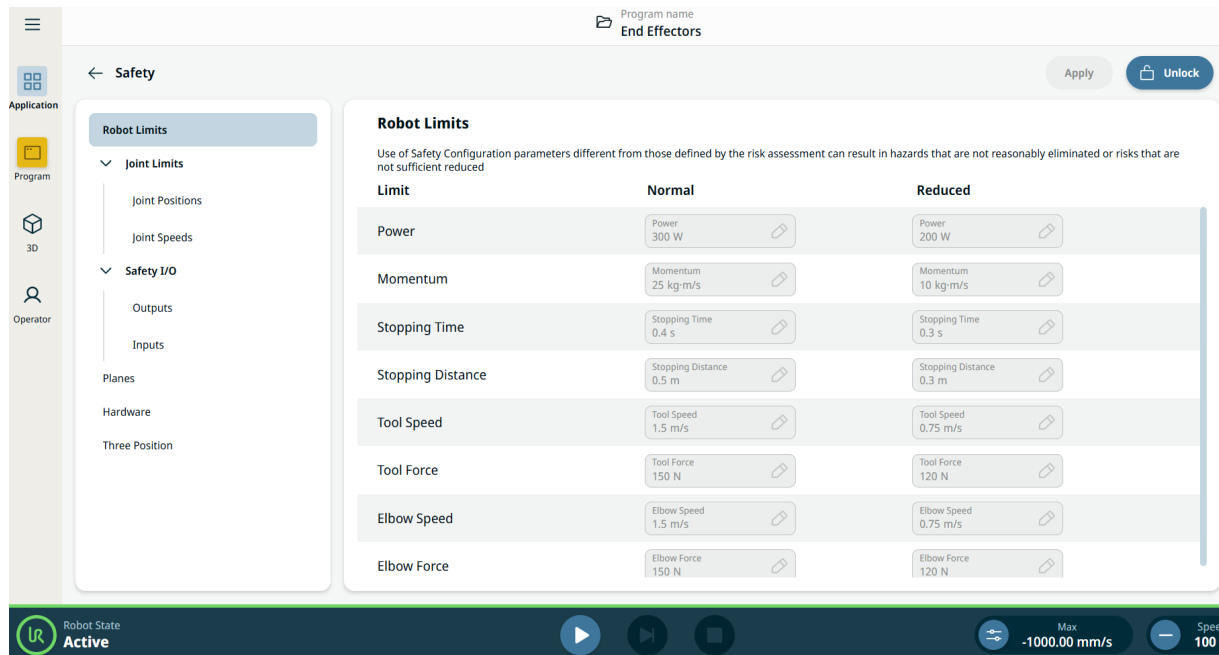 Program name
End Effectors
Safety
Apply
Unlock
Application
Program
3D
Operator
Robot Limits
Joint Limits
Joint Positions
Joint Speeds
Safety I/O
Outputs
Inputs
Planes
Hardware
Three Position
Robot Limits
Use of Safety Configuration parameters different from those defined by the risk assessment can result in hazards that are not reasonably eliminated or risks that are
not sufficient reduced
Limit Normal Reduced
Power
Power
300 W
Power
200 W
Momentum
Momentum
25 kg·m/s
Momentum
10 kg·m/s
Stopping Time
Stopping Time
0.4 s
Stopping Time
0.3 s
Stopping Distance
Stopping Distance
0.5 m
Stopping Distance
0.3 m
Tool Speed
Tool Speed
1.5 m/s
Tool Speed
0.75 m/s
Tool Force
Tool Force
150 N
Tool Force
120 N
Elbow Speed
Elbow Speed
1.5 m/s
Elbow Speed
0.75 m/s
Elbow Force
Elbow Force
150 N
Elbow Force
120 N
UR
Robot State
Active
Max
-1000.00 mm/s
Spee
100